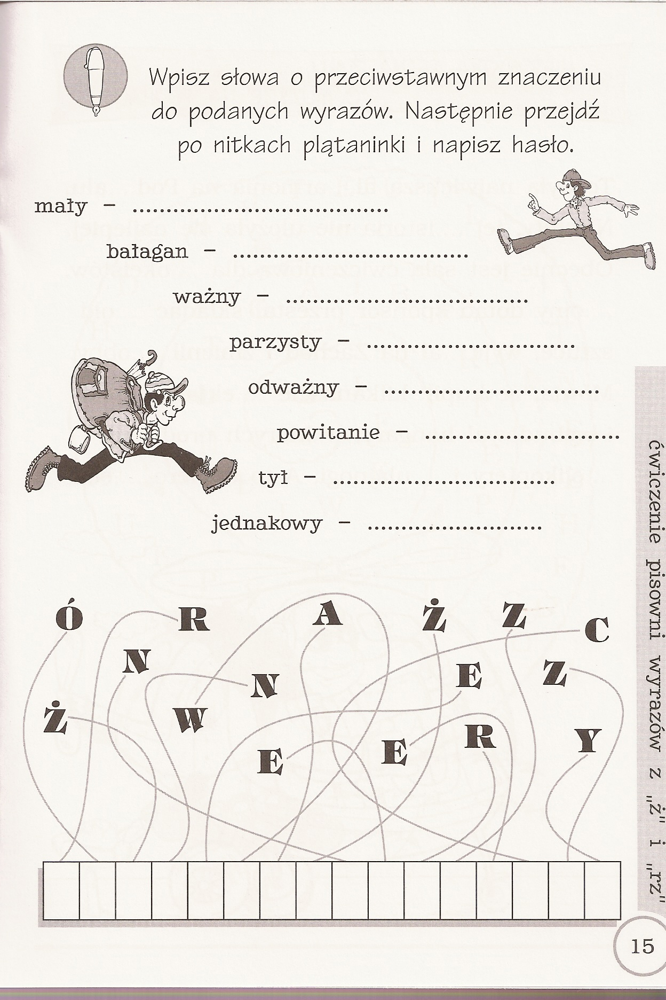 Wpisz słowa o przeciwstawnym znaczeniu
do podanych wyrazów. Następnie przejdź
po nitkach plątaninki i napisz hasło.
mały – ......................................
bałagan – ...................................
ważny – ....................................
parzysty – ...............................
odważny – ................................
powitanie – .............................
tył – .................................
jednakowy – ..........................
Ó R A Ż Z C
N N E Z
Ż W E E R Y
ćwiczenie pisowni wyrazów z „ż" i „rz"
15